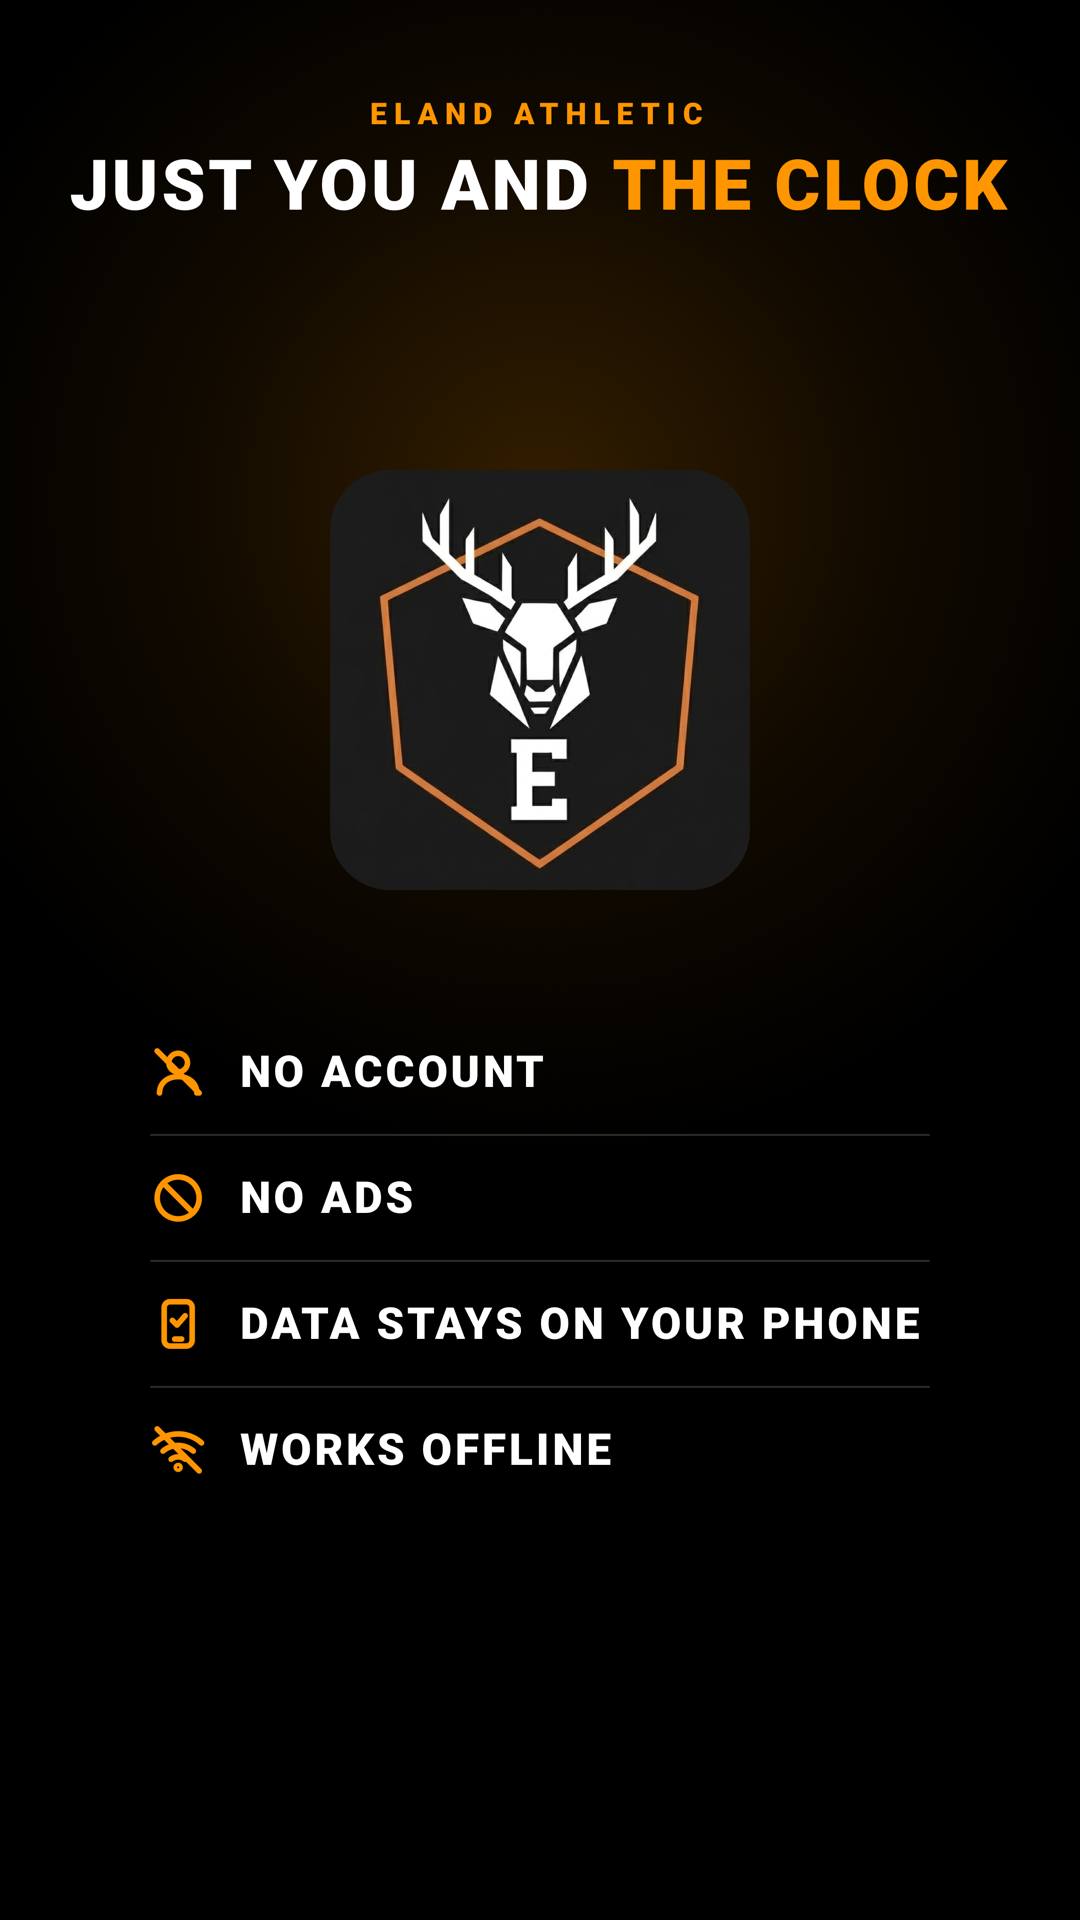 ELAND ATHLETIC
JUST YOU AND THE CLOCK
E
NO ACCOUNT
NO ADS
DATA STAYS ON YOUR PHONE
WORKS OFFLINE